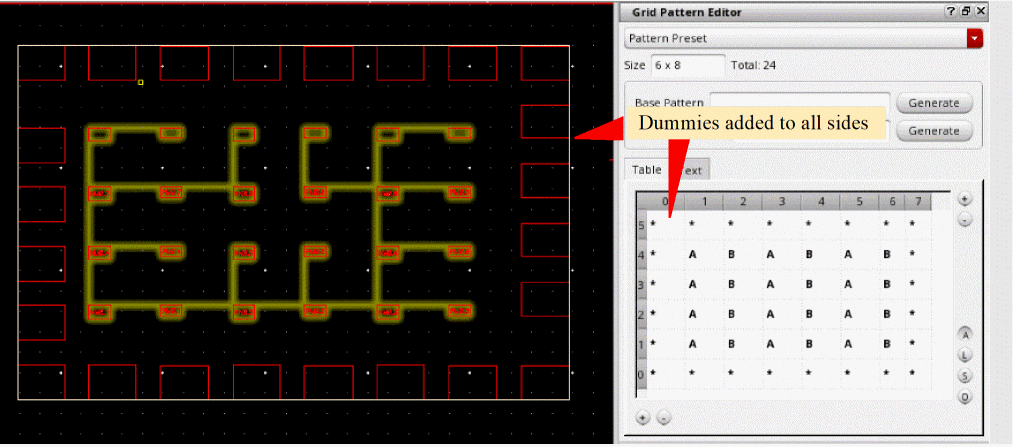 Grid Pattern Editor ?
Pattern Preset
Size 6 x 8 Total: 24
Base Pattern Generate
Dummies added to all sides Generate
Table ext
0 1 2 3 4 5 6 7
5 * * * * * * * *
4 * A B A B A B *
3 * A B A B A B *
2 * A B A B A B *
1 * A B A B A B *
0 * * * * * * * *
+
-
A
L
S
O
+ -